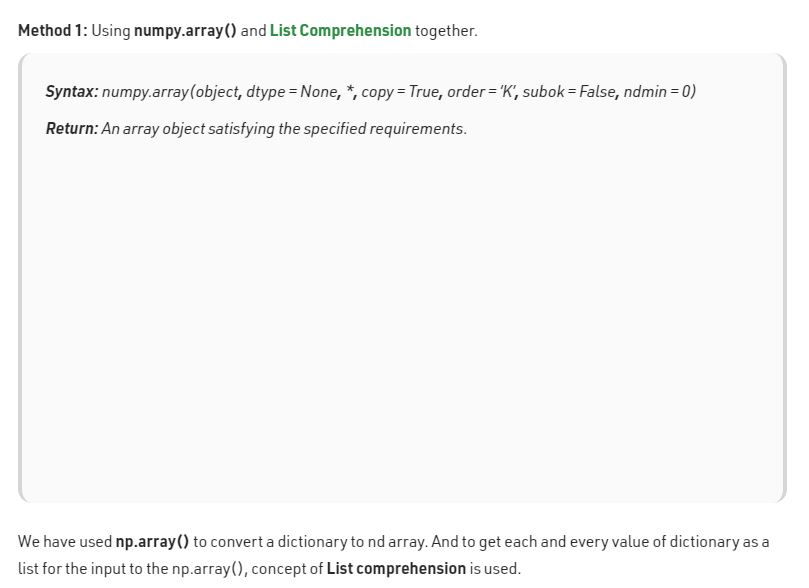 Method 1: Using numpy.array() and List Comprehension together.
Syntax: numpy.array(object, dtype = None, *, copy = True, order = 'K', subok = False, ndmin = 0)
Return: An array object satisfying the specified requirements.
We have used np.array() to convert a dictionary to nd array. And to get each and every value of dictionary as a
list for the input to the np.array(), concept of List comprehension is used.